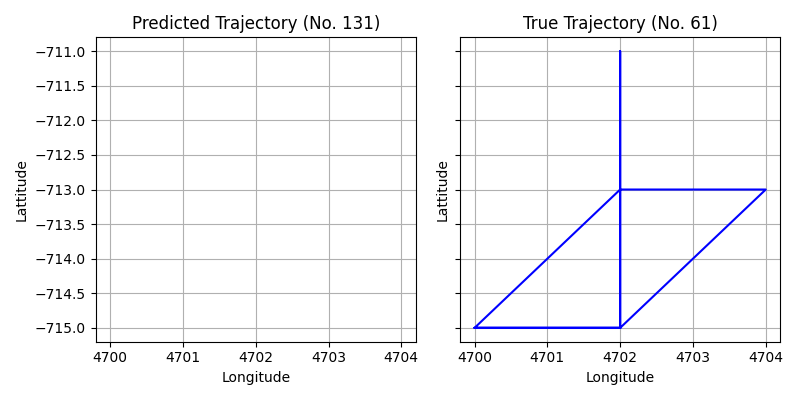 Predicted Trajectory (No. 131)
True Trajectory (No. 61)
Lattitude
−711.0
−711.5
−712.0
−712.5
−713.0
−713.5
−714.0
−714.5
−715.0
4700 4701 4702 4703 4704
Longitude
Lattitude
4700 4701 4702 4703 4704
Longitude